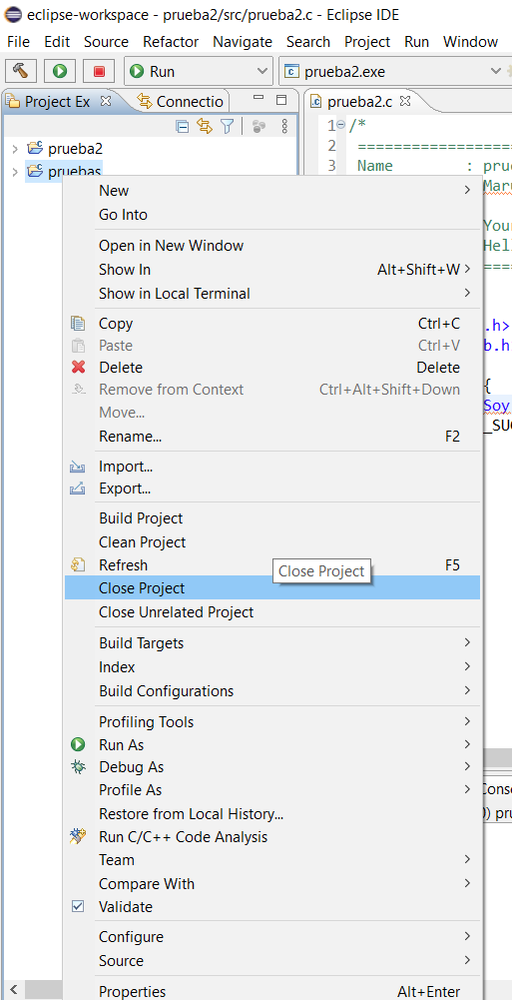 eclipse-workspace - prueba2/src/prueba2.c - Eclipse IDE
File Edit Source Refactor Navigate Search Project Run Window
Run prueba2.exe
Project Ex Connectio prueba2.c
1 /*
2 ====================
3 Name : pru
prueba2
pruebas
Maru
You
Hell
====
.h>
b.h
{
Soy
_SUC
New
Go Into
Open in New Window
Show In Alt+Shift+W
Show in Local Terminal
Copy Ctrl+C
Paste Ctrl+V
Delete Delete
Remove from Context Ctrl+Alt+Shift+Down
Move...
Rename... F2
Import...
Export...
Build Project
Clean Project
Refresh F5
Close Project
Close Project
Close Unrelated Project
Build Targets
Index
Build Configurations
Profiling Tools
Run As
Debug As
Profile As
Restore from Local History...
Run C/C++ Code Analysis
Team
Compare With
Validate
Configure
Source
Properties Alt+Enter
Conso
)) pru